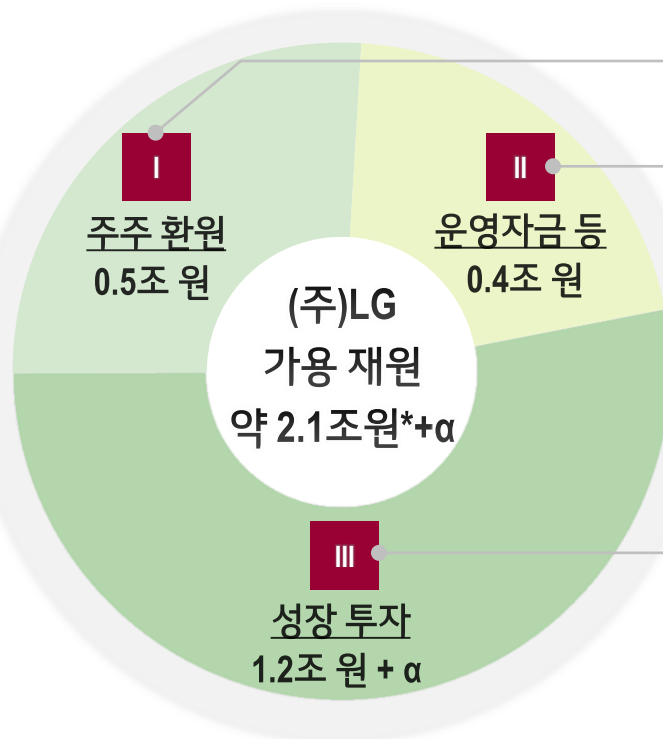 I
주주 환원
0.5조 원
II
운영자금 등
0.4조 원
(주)LG
가용 재원
약 2.1조원*+α
III
성장 투자
1.2조 원 + α